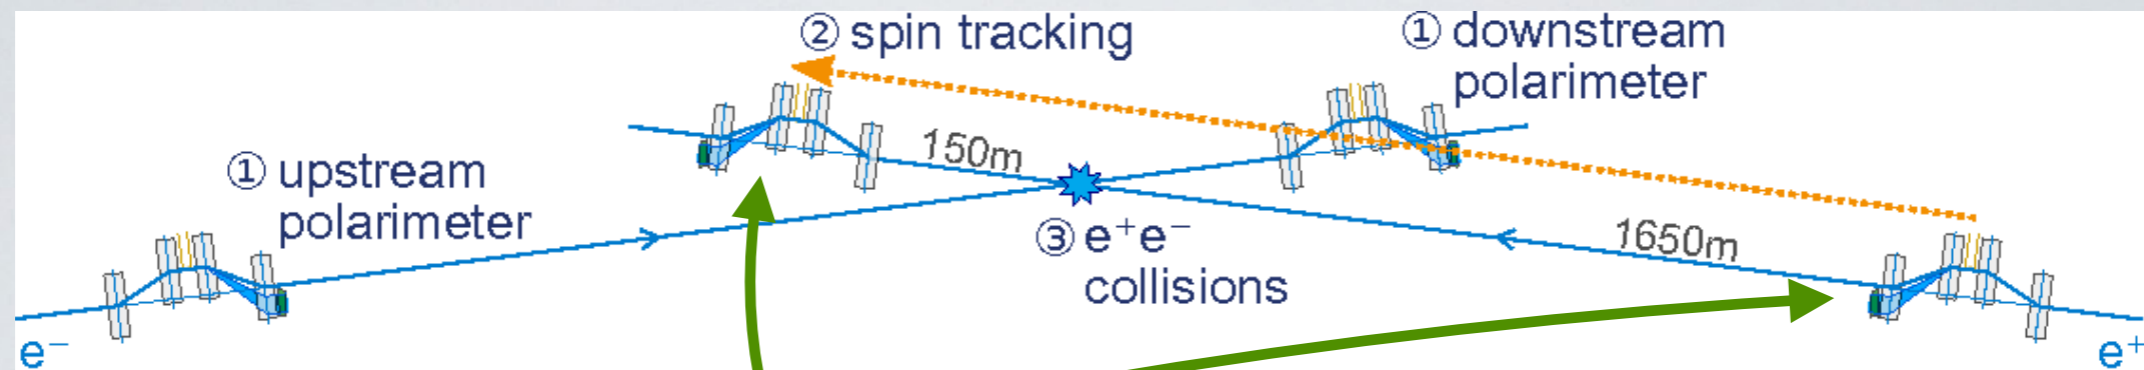 ② spin tracking
① downstream
polarimeter
150m
① upstream
polarimeter
③ e⁺e⁻
collisions
1650m
e⁻
e⁺